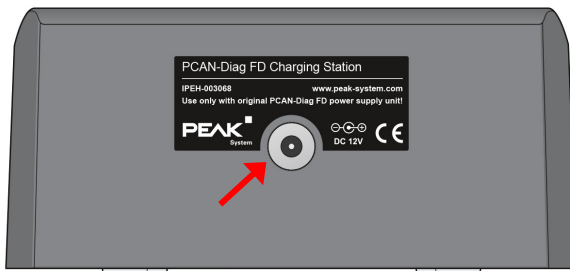 PCAN-Diag FD Charging Station
IPEH-003068 www.peak-system.com
Use only with original PCAN-Diag FD power supply unit!
PEAK
System
DC 12V
CE